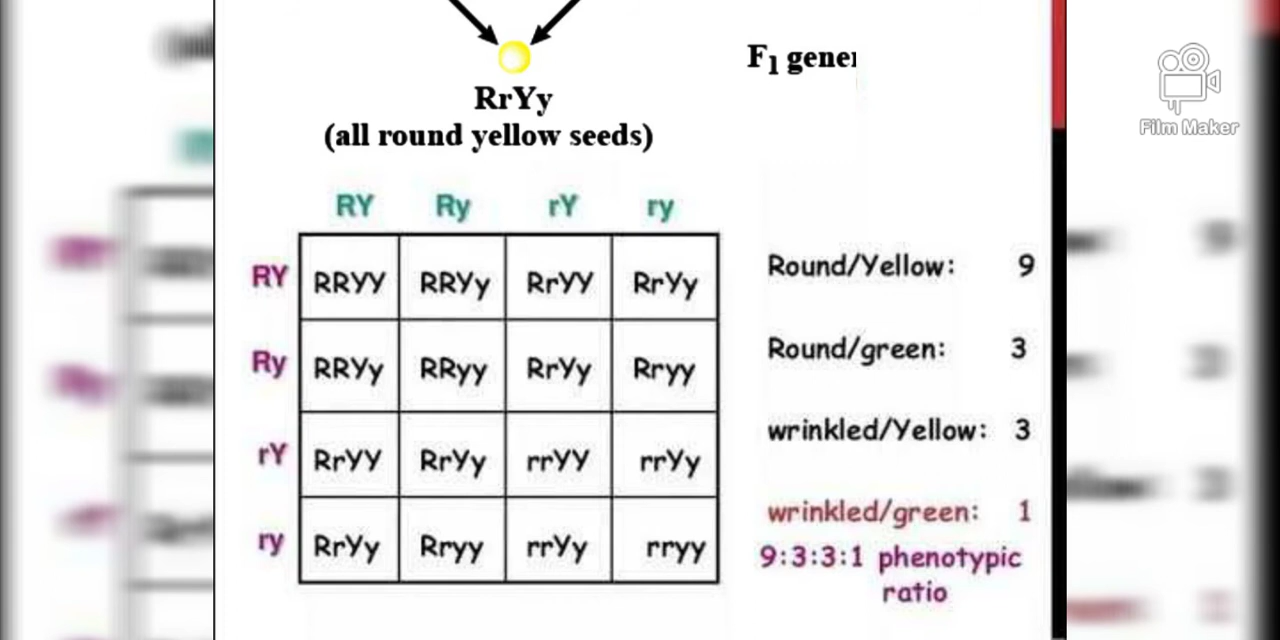 F1 gener
RrYy
(all round yellow seeds)
RY Ry rY ry
RY RRYY RRYy RrYY RrYy
Ry RRYy RRyy RrYy Rryy
rY RrYY RrYy rrYY rrYy
ry RrYy Rryy rrYy rryy
Round/Yellow: 9
Round/green: 3
wrinkled/Yellow: 3
wrinkled/green: 1
9:3:3:1 phenotypic
ratio
Film Maker